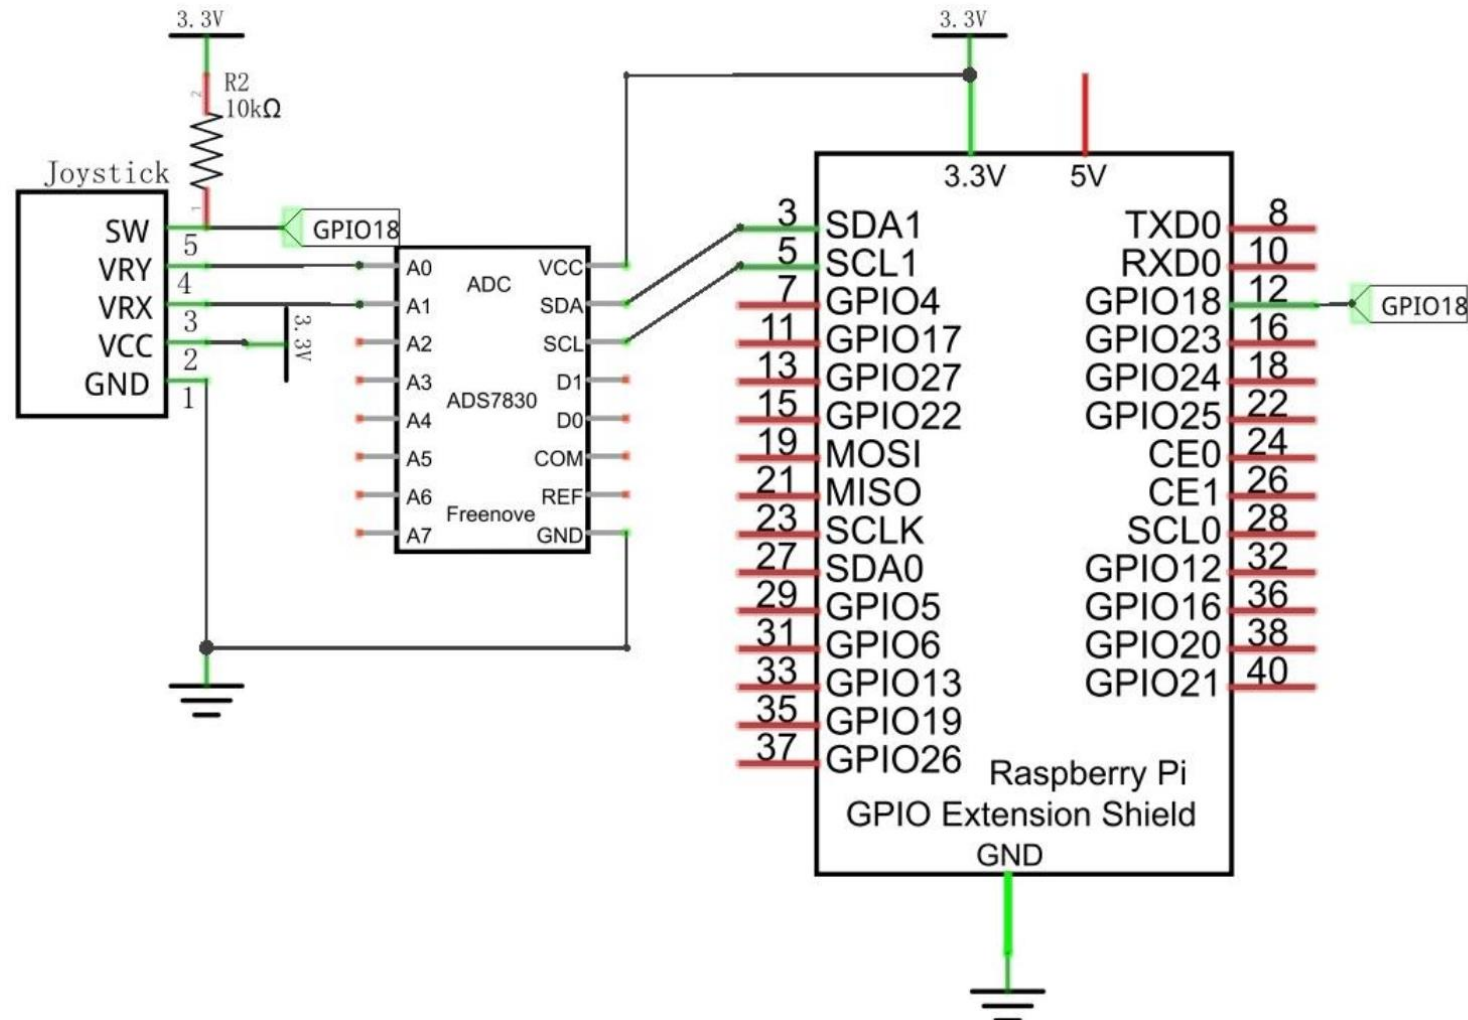 3.3V
3.3V
R2
10kΩ
2
1
Joystick
SW
VRY
VRX
VCC
GND
5
4
3
2
1
GPIO18
3.3V
ADC
ADS7830
Freenove
A0
A1
A2
A3
A4
A5
A6
A7
VCC
SDA
SCL
D1
D0
COM
REF
GND
3.3V
5V
3 SDA1
5 SCL1
7 GPIO4
11 GPIO17
13 GPIO27
15 GPIO22
19 MOSI
21 MISO
23 SCLK
27 SDA0
29 GPIO5
31 GPIO6
33 GPIO13
35 GPIO19
37 GPIO26
TXD0 8
RXD0 10
GPIO18 12
GPIO23 16
GPIO24 18
GPIO25 22
CE0 24
CE1 26
SCL0 28
GPIO12 32
GPIO16 36
GPIO20 38
GPIO21 40
GPIO18
Raspberry Pi
GPIO Extension Shield
GND